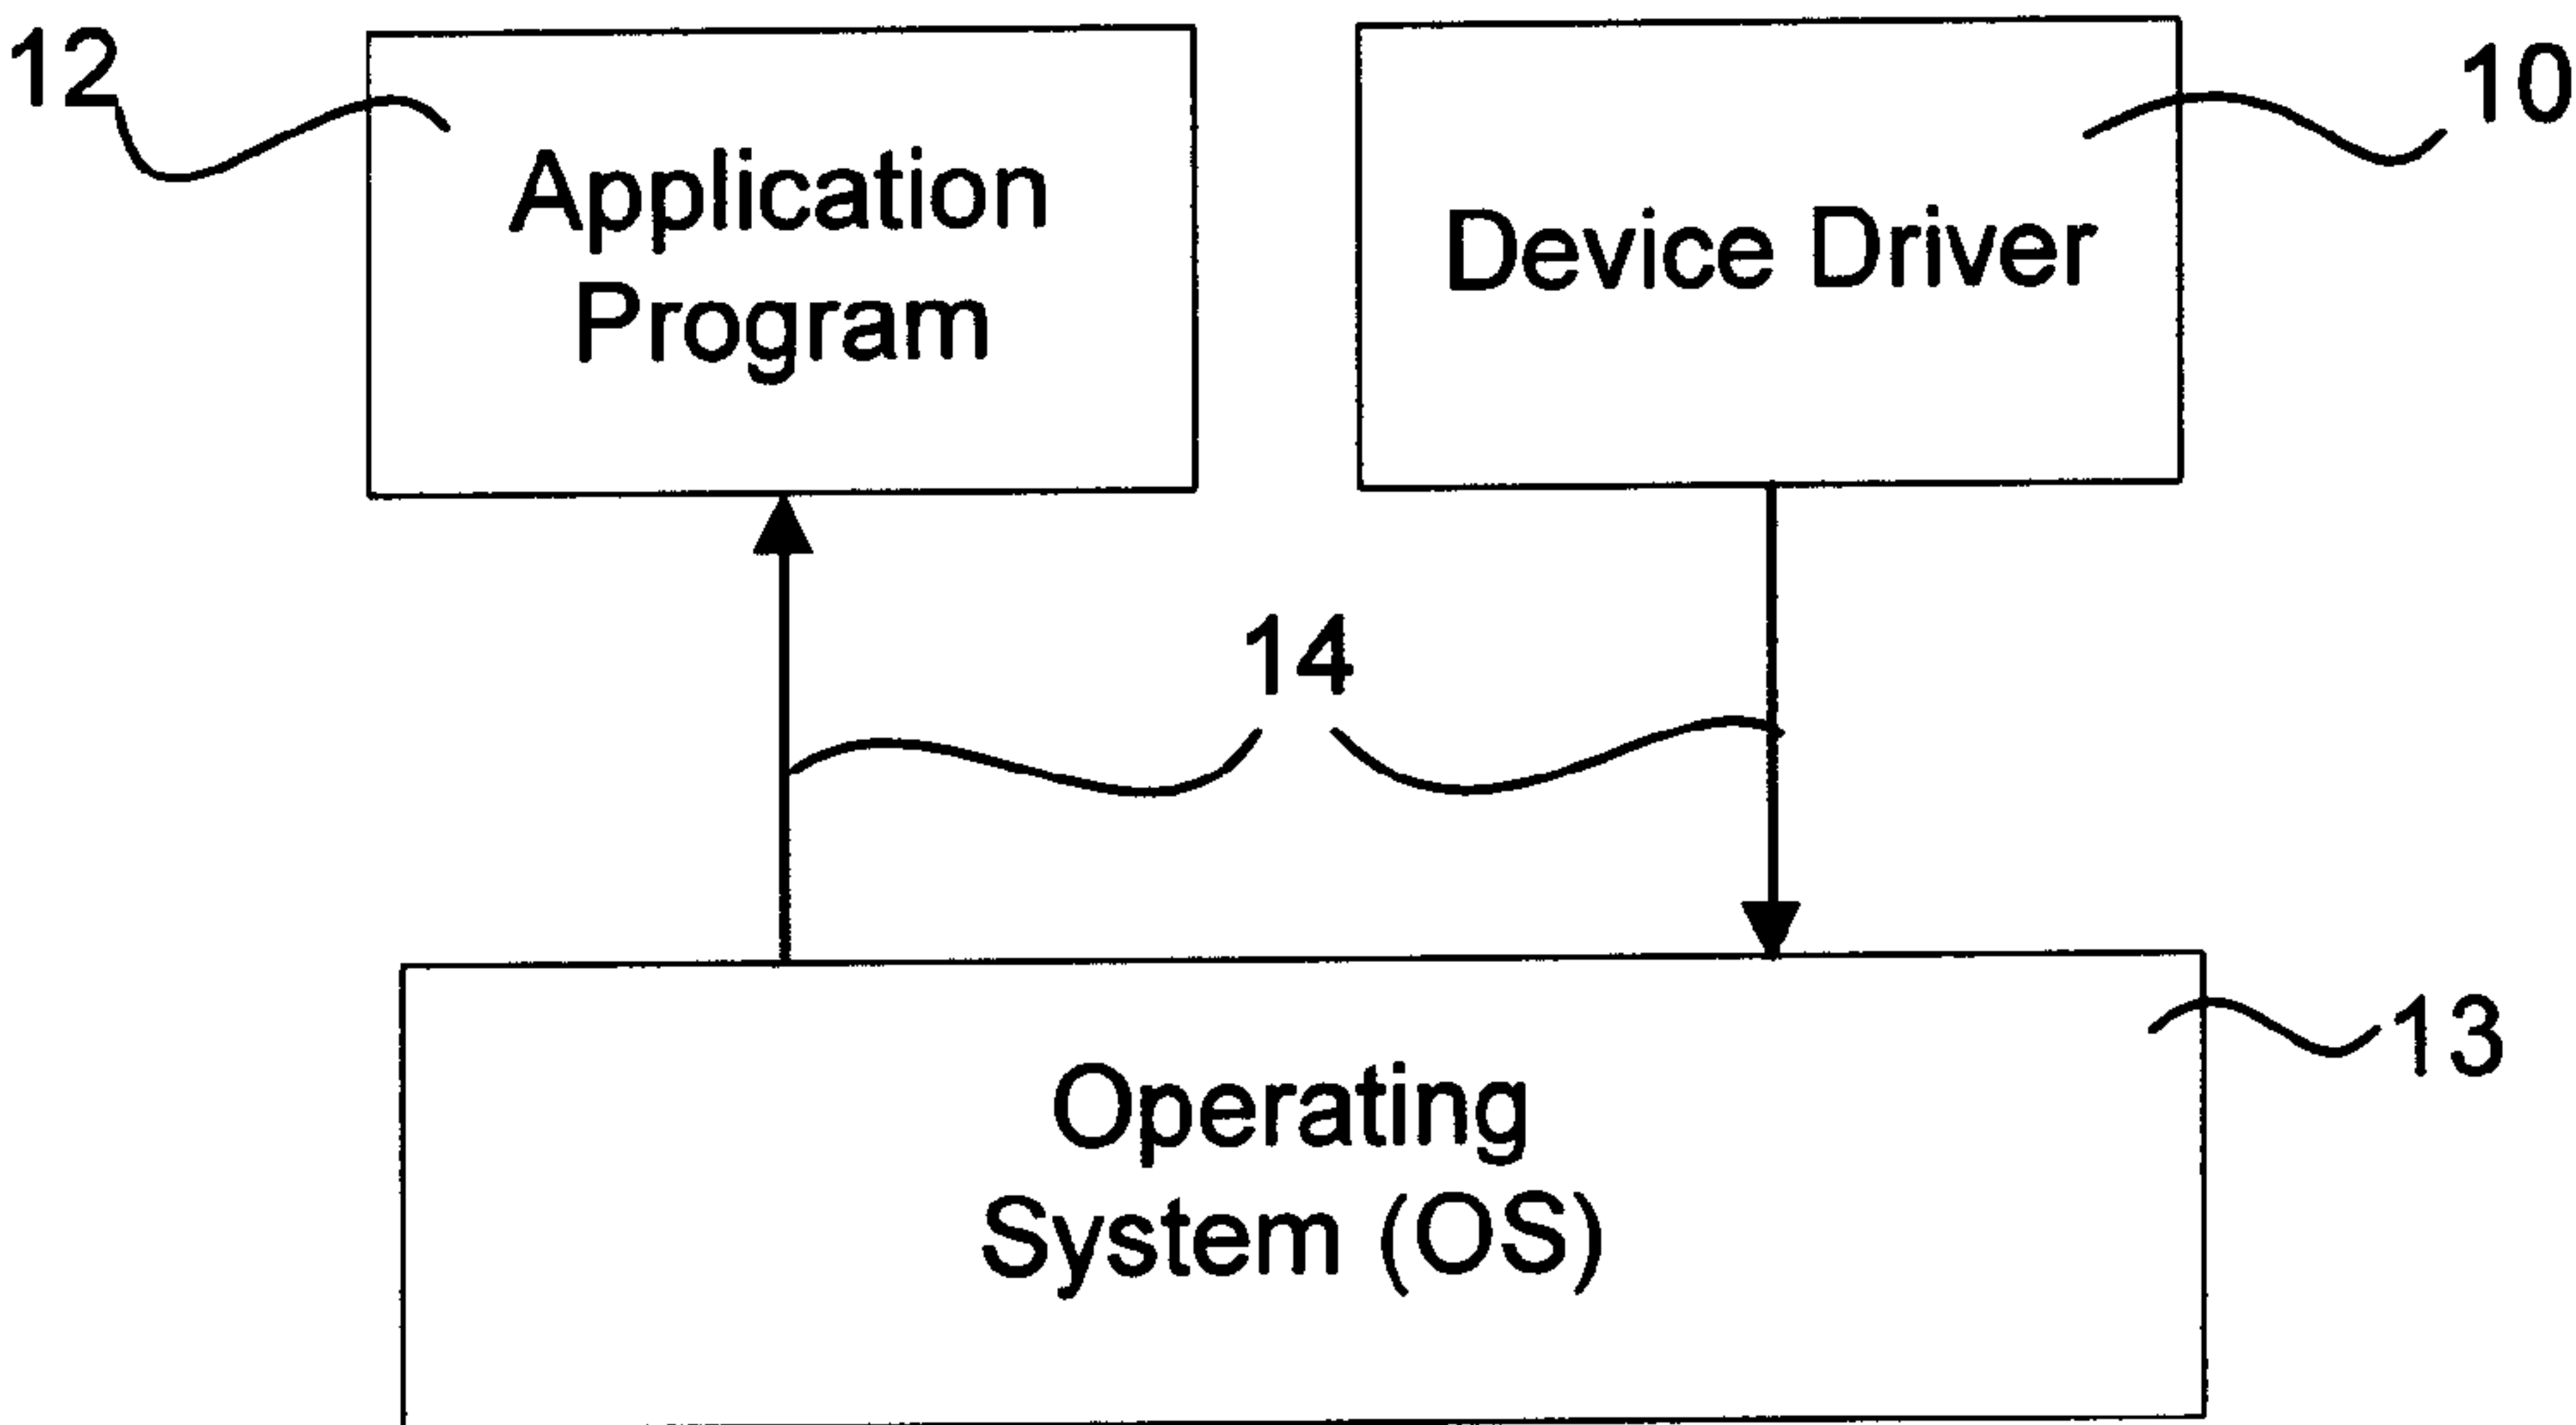 12
Application
Program
Device Driver
10
14
Operating
System (OS)
13